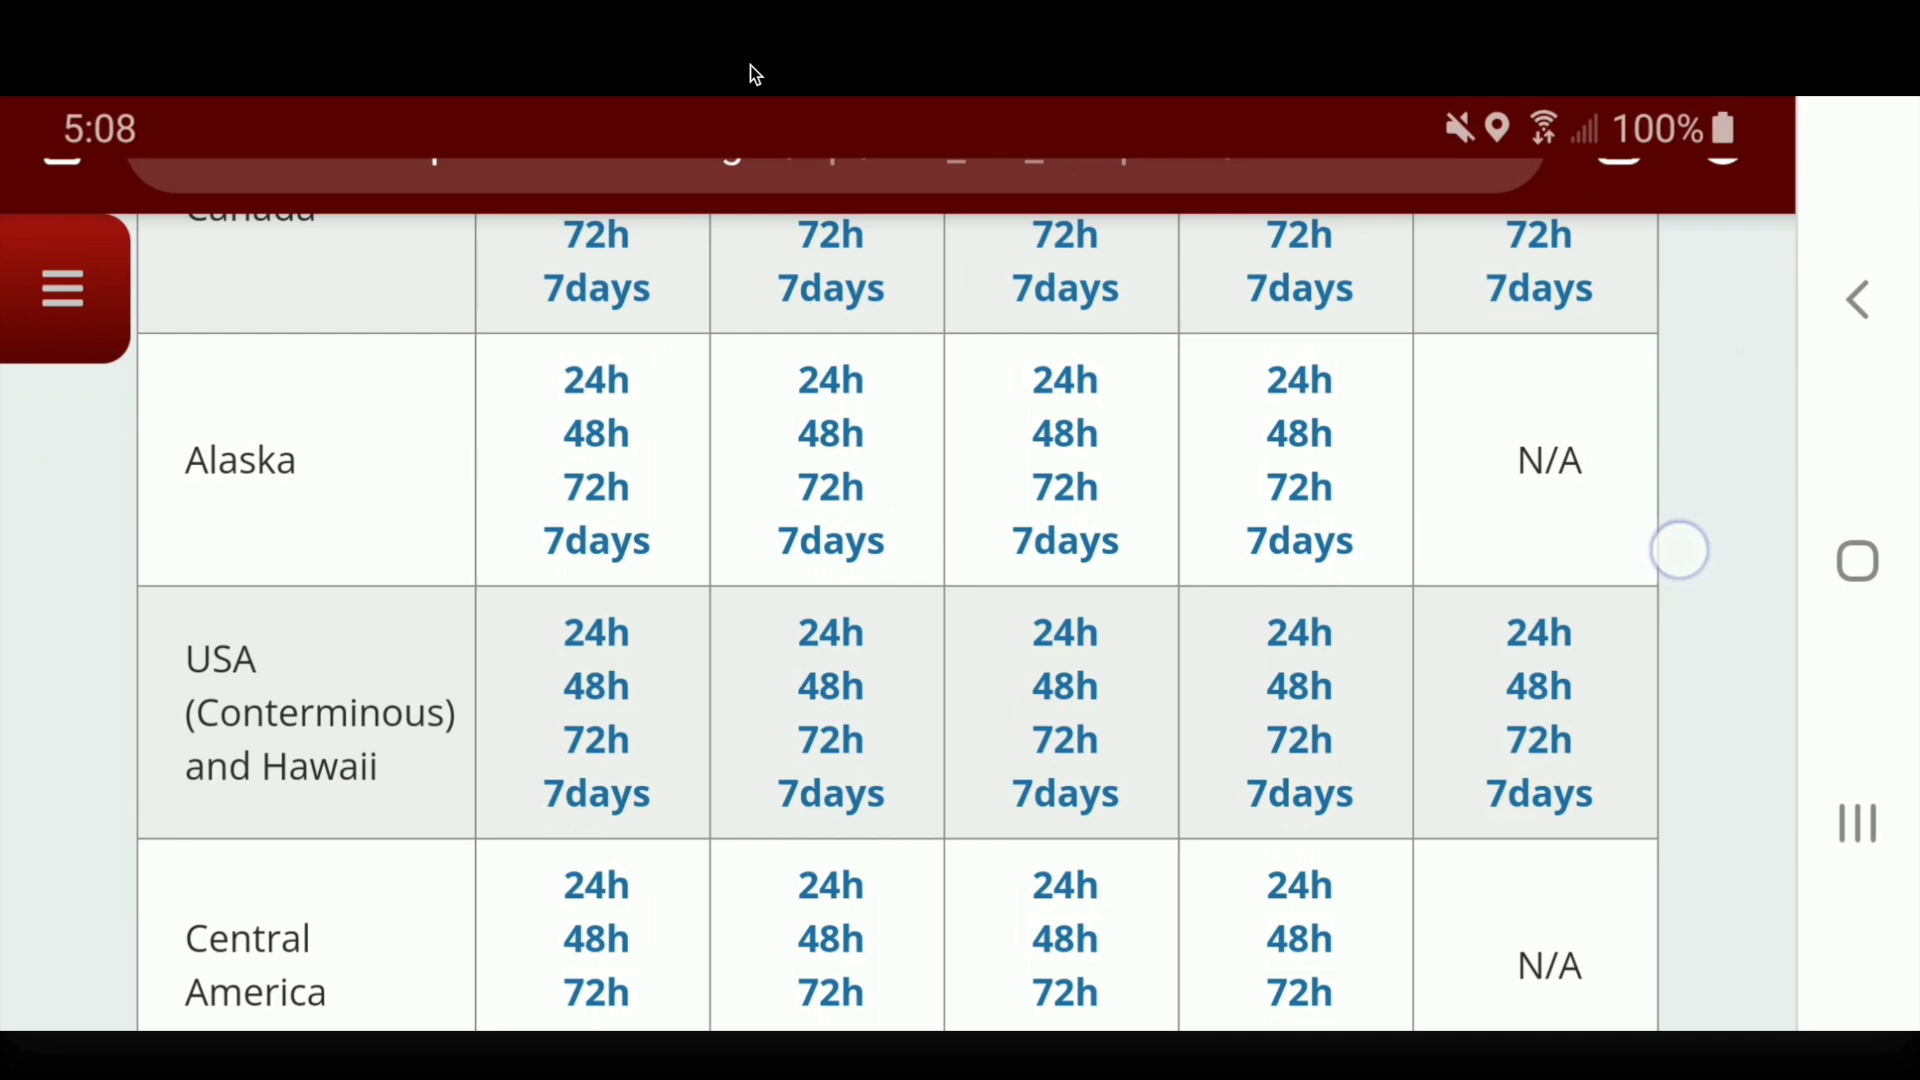 5:08 100%
Canada
72h 72h 72h 72h 72h
7days 7days 7days 7days 7days
24h 24h 24h 24h
48h 48h 48h 48h
Alaska N/A
72h 72h 72h 72h
7days 7days 7days 7days
24h 24h 24h 24h 24h
USA
48h 48h 48h 48h 48h
(Conterminous)
72h 72h 72h 72h 72h
and Hawaii
7days 7days 7days 7days 7days
24h 24h 24h 24h
Central
48h 48h 48h 48h
N/A
America
72h 72h 72h 72h